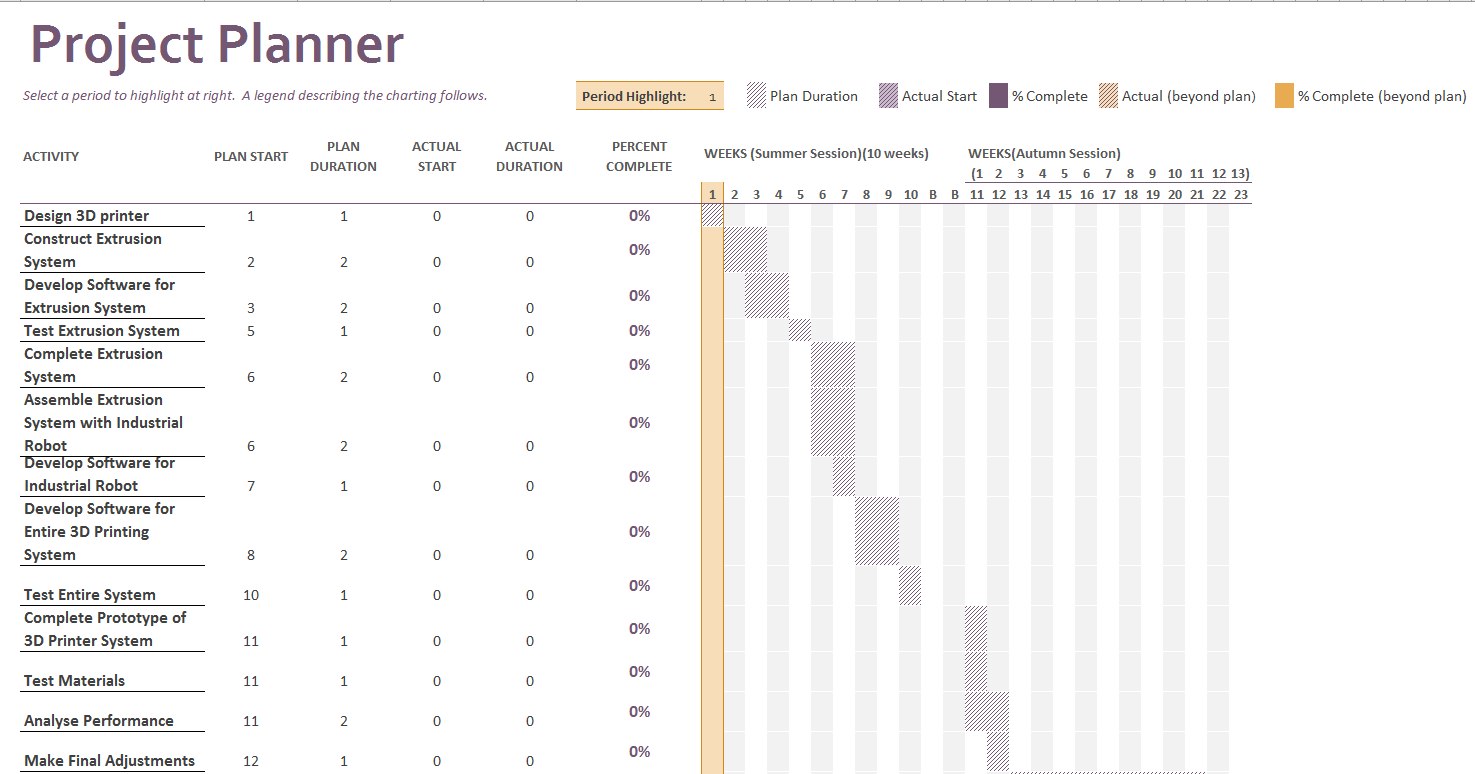 Project Planner
Select a period to highlight at right.  A legend describing the charting follows.
Period Highlight: 1
Plan Duration
Actual Start
% Complete
Actual (beyond plan)
% Complete (beyond plan)
ACTIVITY PLAN START PLAN DURATION ACTUAL START ACTUAL DURATION PERCENT COMPLETE
WEEKS (Summer Session)(10 weeks) WEEKS(Autumn Session)
(1 2 3 4 5 6 7 8 9 10 11 12 13)
1 2 3 4 5 6 7 8 9 10 B B 11 12 13 14 15 16 17 18 19 20 21 22 23
Design 3D printer 1 1 0 0 0%
Construct Extrusion
System 2 2 0 0 0%
Develop Software for
Extrusion System 3 2 0 0 0%
Test Extrusion System 5 1 0 0 0%
Complete Extrusion
System 6 2 0 0 0%
Assemble Extrusion
System with Industrial
Robot 6 2 0 0 0%
Develop Software for
Industrial Robot 7 1 0 0 0%
Develop Software for
Entire 3D Printing
System 8 2 0 0 0%
Test Entire System 10 1 0 0 0%
Complete Prototype of
3D Printer System 11 1 0 0 0%
Test Materials 11 1 0 0 0%
Analyse Performance 11 2 0 0 0%
Make Final Adjustments 12 1 0 0 0%